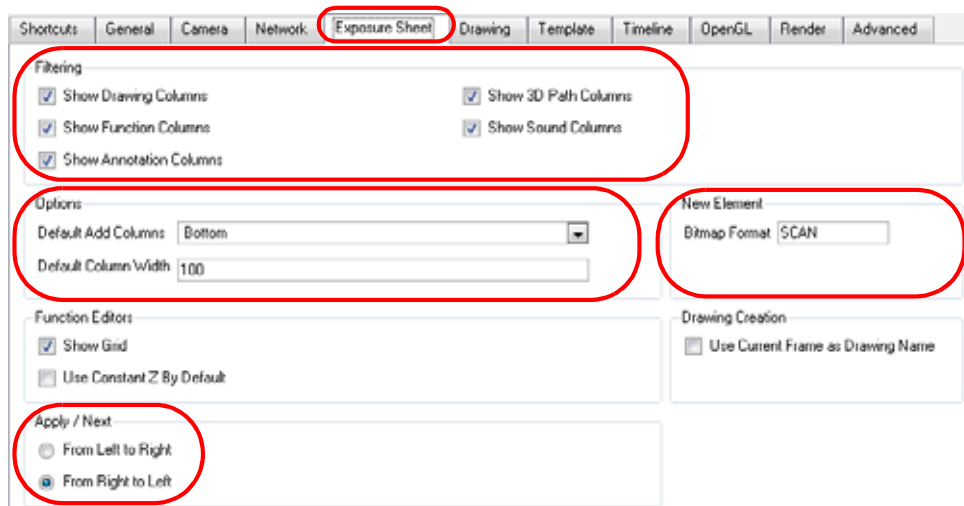 Shortcuts General Camera Network Exposure Sheet Drawing Template Timeline OpenGL Render Advanced
Filtering
Show Drawing Columns Show 3D Path Columns
Show Function Columns Show Sound Columns
Show Annotation Columns
Options New Element
Default Add Columns Bottom Bitmap Format SCAN
Default Column Width 100
Function Editors Drawing Creation
Show Grid Use Current Frame as Drawing Name
Use Constant Z By Default
Apply / Next
From Left to Right
From Right to Left